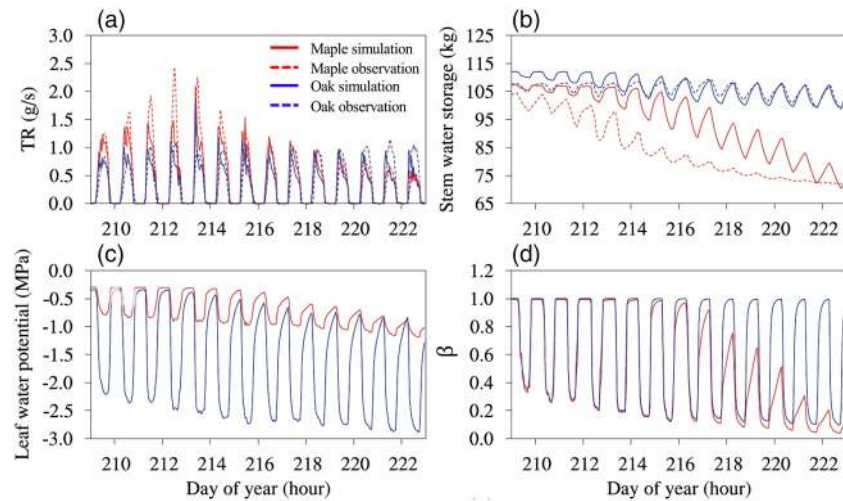 (a)
TR (g/s)
3.0
2.5
2.0
1.5
1.0
0.5
0.0
Maple simulation
Maple observation
Oak simulation
Oak observation
210 212 214 216 218 220 222
(b)
Stem water storage (kg)
125
115
105
95
85
75
65
210 212 214 216 218 220 222
(c)
Leaf water potential (MPa)
0.0
-0.5
-1.0
-1.5
-2.0
-2.5
-3.0
210 212 214 216 218 220 222
Day of year (hour)
(d)
β
1.2
1.0
0.8
0.6
0.4
0.2
0.0
210 212 214 216 218 220 222
Day of year (hour)